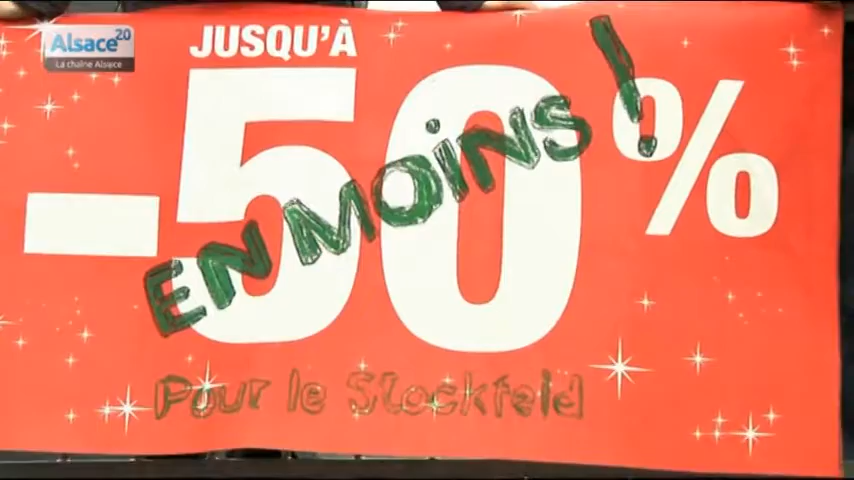 Alsace20
La chaîne Alsace
JUSQU'À
-50%
EN MOINS !
Pour le Stockfeld